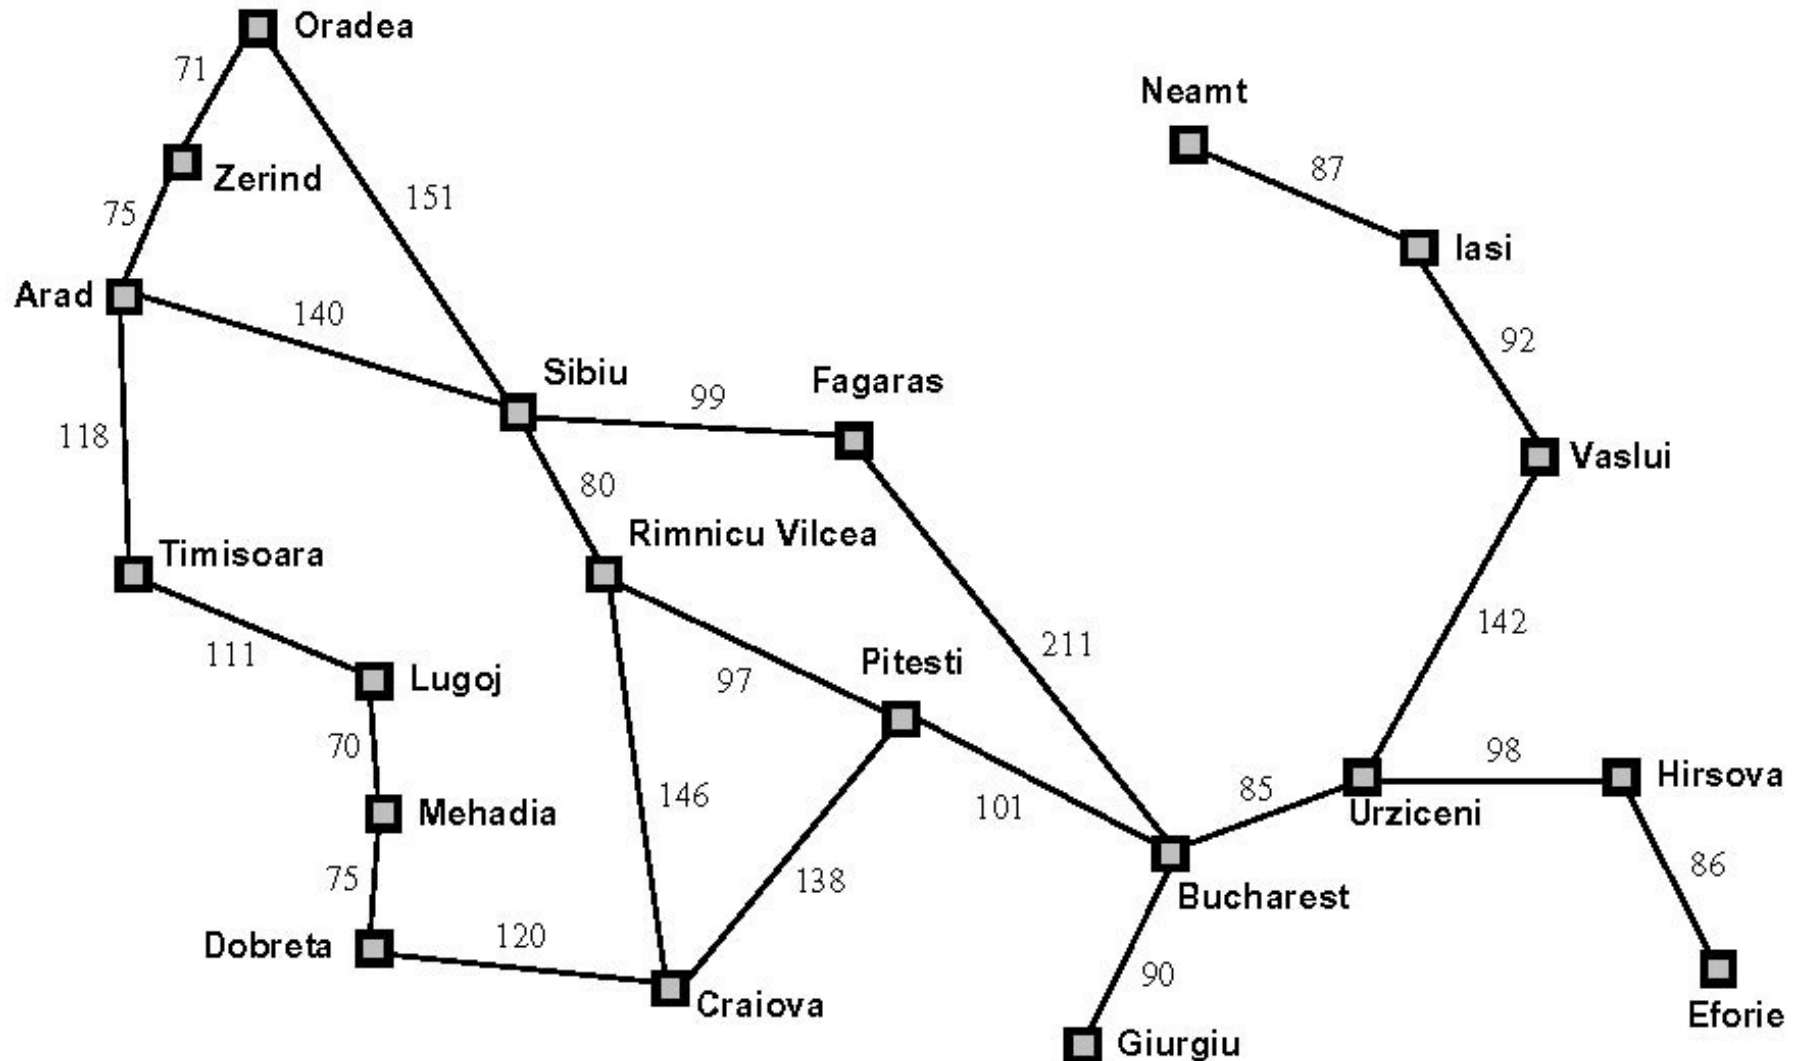 Oradea
71
Neamt
87
Zerind
151
75
Iasi
Arad
140
92
Sibiu
Fagaras
99
118
Vaslui
80
Rimnicu Vilcea
Timisoara
142
211
111
Pitesti
Lugoj
97
70
98
Hirsova
146
101
85
Urziceni
Mehadia
86
75
138
Bucharest
Dobreta
120
90
Craiova
Eforie
Giurgiu